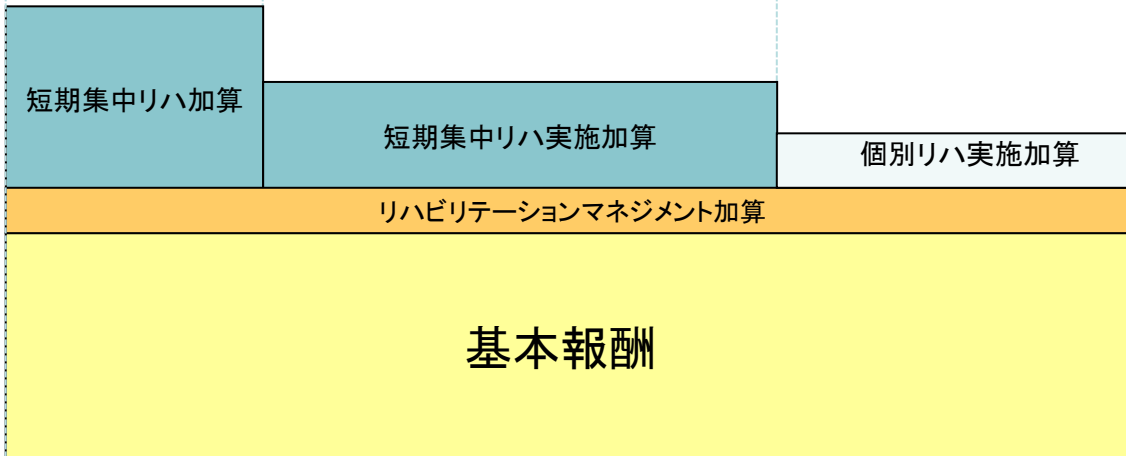 短期集中リハ加算
短期集中リハ実施加算
個別リハ実施加算
リハビリテーションマネジメント加算
基本報酬